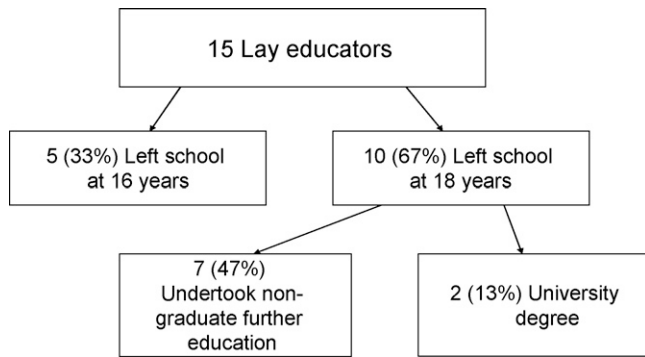 15 Lay educators
5 (33%) Left school
at 16 years
10 (67%) Left school
at 18 years
7 (47%)
Undertook non-
graduate further
education
2 (13%) University
degree